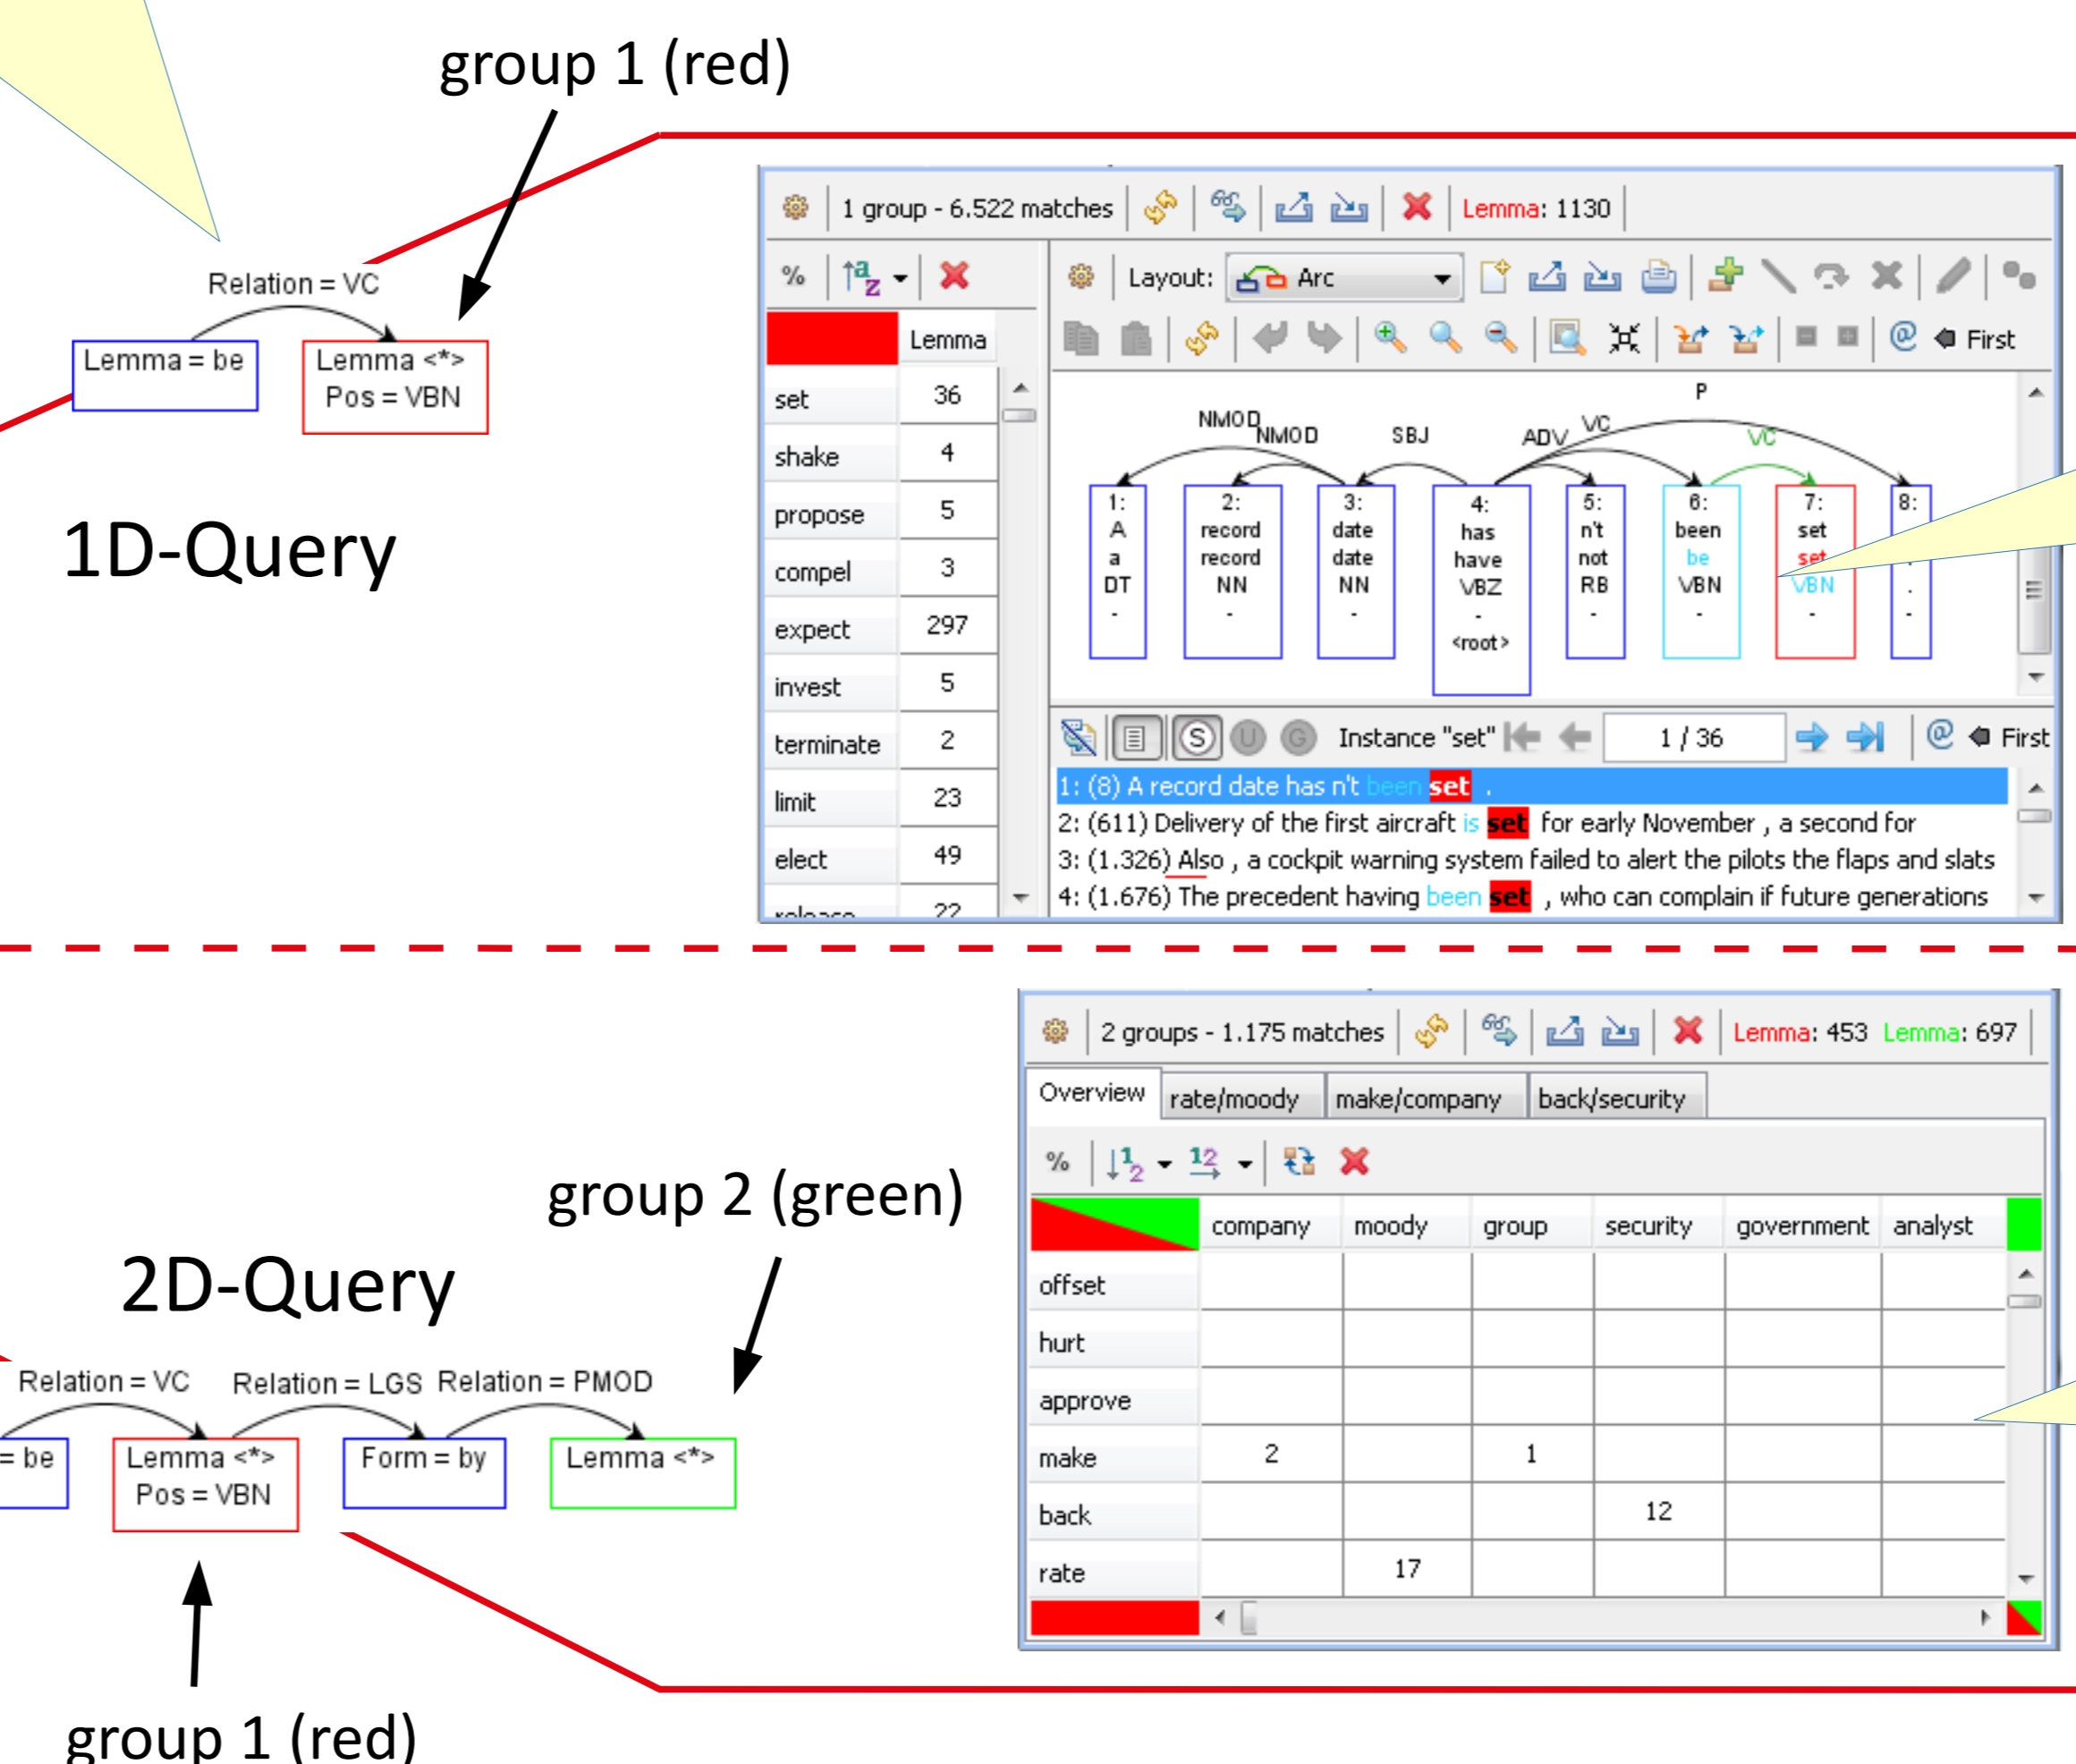 group 1 (red)
Relation = VC
Lemma = be
Lemma <*>
Pos = VBN
1D-Query
1 group - 6.522 matches Lemma: 1130
% a z Layout: Arc
Lemma
@ First
set 36
shake 4
propose 5
compel 3
expect 297
invest 5
terminate 2
limit 23
elect 49
release 22
P
NMOD NMOD SBJ ADV VC VC
1: 2: 3: 4: 5: 6: 7: 8:
A record date has n't been set
a record date have not be set .
DT NN NN VBZ RB VBN VBN .
- - - - - - - -
<root>
S U G Instance "set" 1 / 36 @ First
1: (8) A record date has n't been set .
2: (611) Delivery of the first aircraft is set for early November , a second for
3: (1.326) Also , a cockpit warning system failed to alert the pilots the flaps and slats
4: (1.676) The precedent having been set , who can complain if future generations
2 groups - 1.175 matches Lemma: 453 Lemma: 697
Overview rate/moody make/company back/security
% 1 2 12
company moody group security government analyst
offset
hurt
approve
make 2 1
back 12
rate 17
group 2 (green)
2D-Query
Relation = VC Relation = LGS Relation = PMOD
= be
Lemma <*>
Pos = VBN
Form = by
Lemma <*>
group 1 (red)